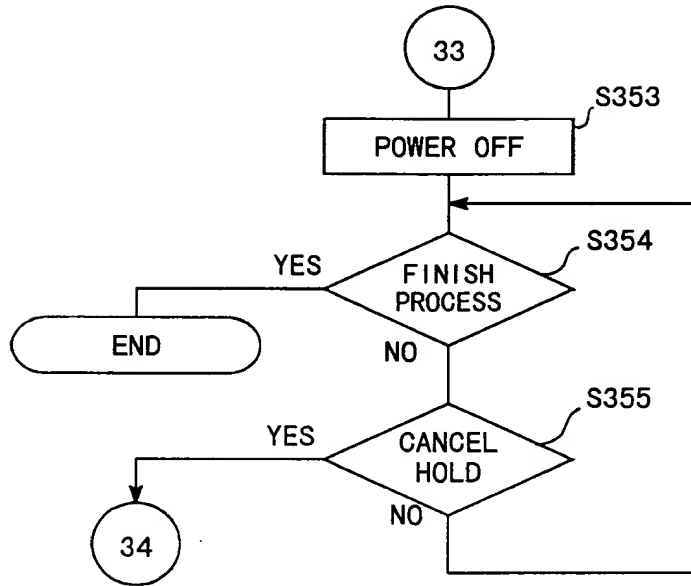 33
S353
POWER OFF
S354
YES
FINISH
PROCESS
END
NO
S355
YES
CANCEL
HOLD
NO
34